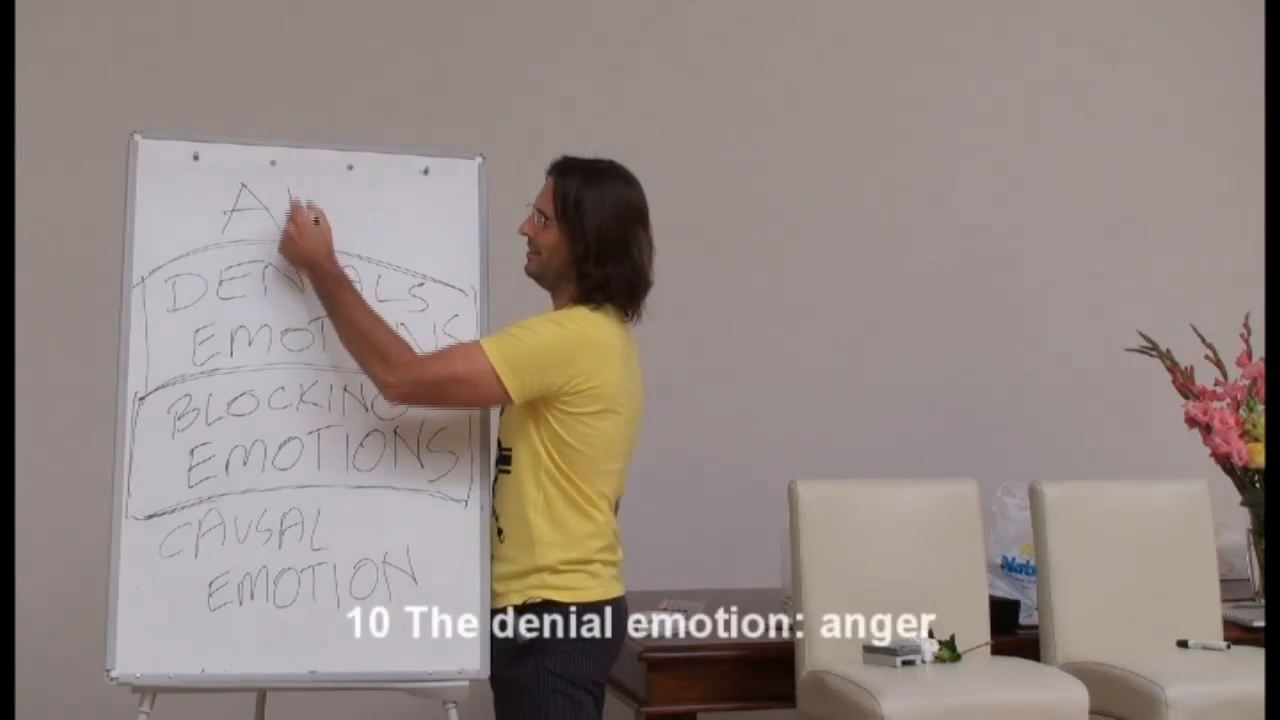 A
DENIALS
EMOTIONS
BLOCKING
EMOTIONS
CAUSAL
EMOTION
10 The denial emotion: anger